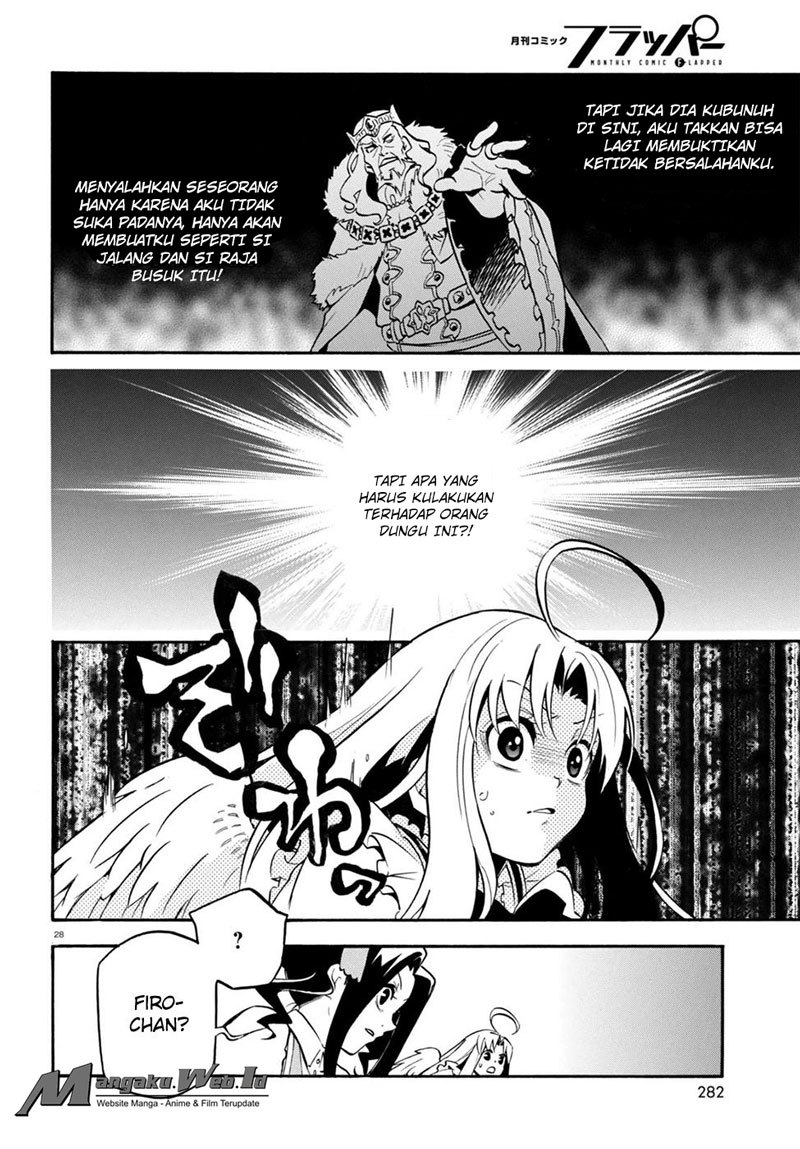 月刊コミック
フラッパー
MONTHLY COMIC FLAPPER
TAPI JIKA DIA KUBUNUH
DI SINI, AKU TAKKAN BISA
LAGI MEMBUKTIKAN
KETIDAK BERSALAHANKU.
MENYALAHKAN SESEORANG
HANYA KARENA AKU TIDAK
SUKA PADANYA, HANYA AKAN
MEMBUATKU SEPERTI SI
JALANG DAN SI RAJA
BUSUK ITU!
TAPI APA YANG
HARUS KULAKUKAN
TERHADAP ORANG
DUNGU INI?!
ぞ
わ
28
?
FIRO-
CHAN?
Mangaku.Web.Id
Website Manga - Anime & Film Terupdate
282